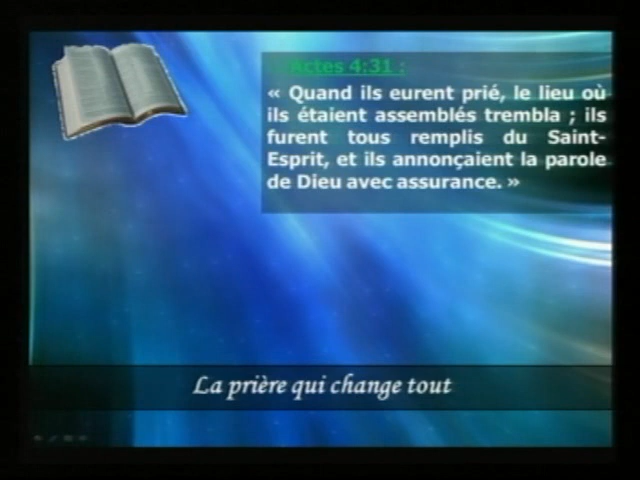 Actes 4:31 :
« Quand ils eurent prié, le lieu où
ils étaient assemblés trembla ; ils
furent tous remplis du Saint-
Esprit, et ils annonçaient la parole
de Dieu avec assurance. »
La prière qui change tout